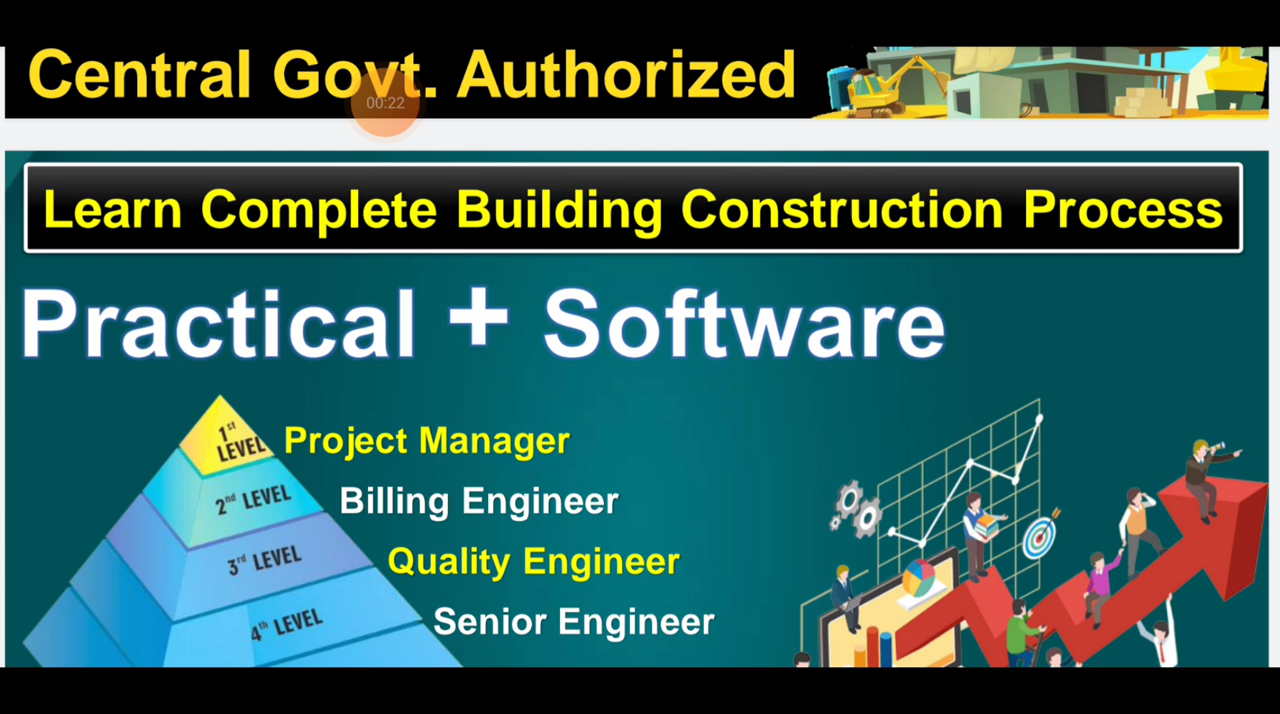 Central Govt. Authorized
00:22
Learn Complete Building Construction Process
Practical + Software
1st LEVEL
Project Manager
2nd LEVEL
Billing Engineer
3rd LEVEL
Quality Engineer
4th LEVEL
Senior Engineer